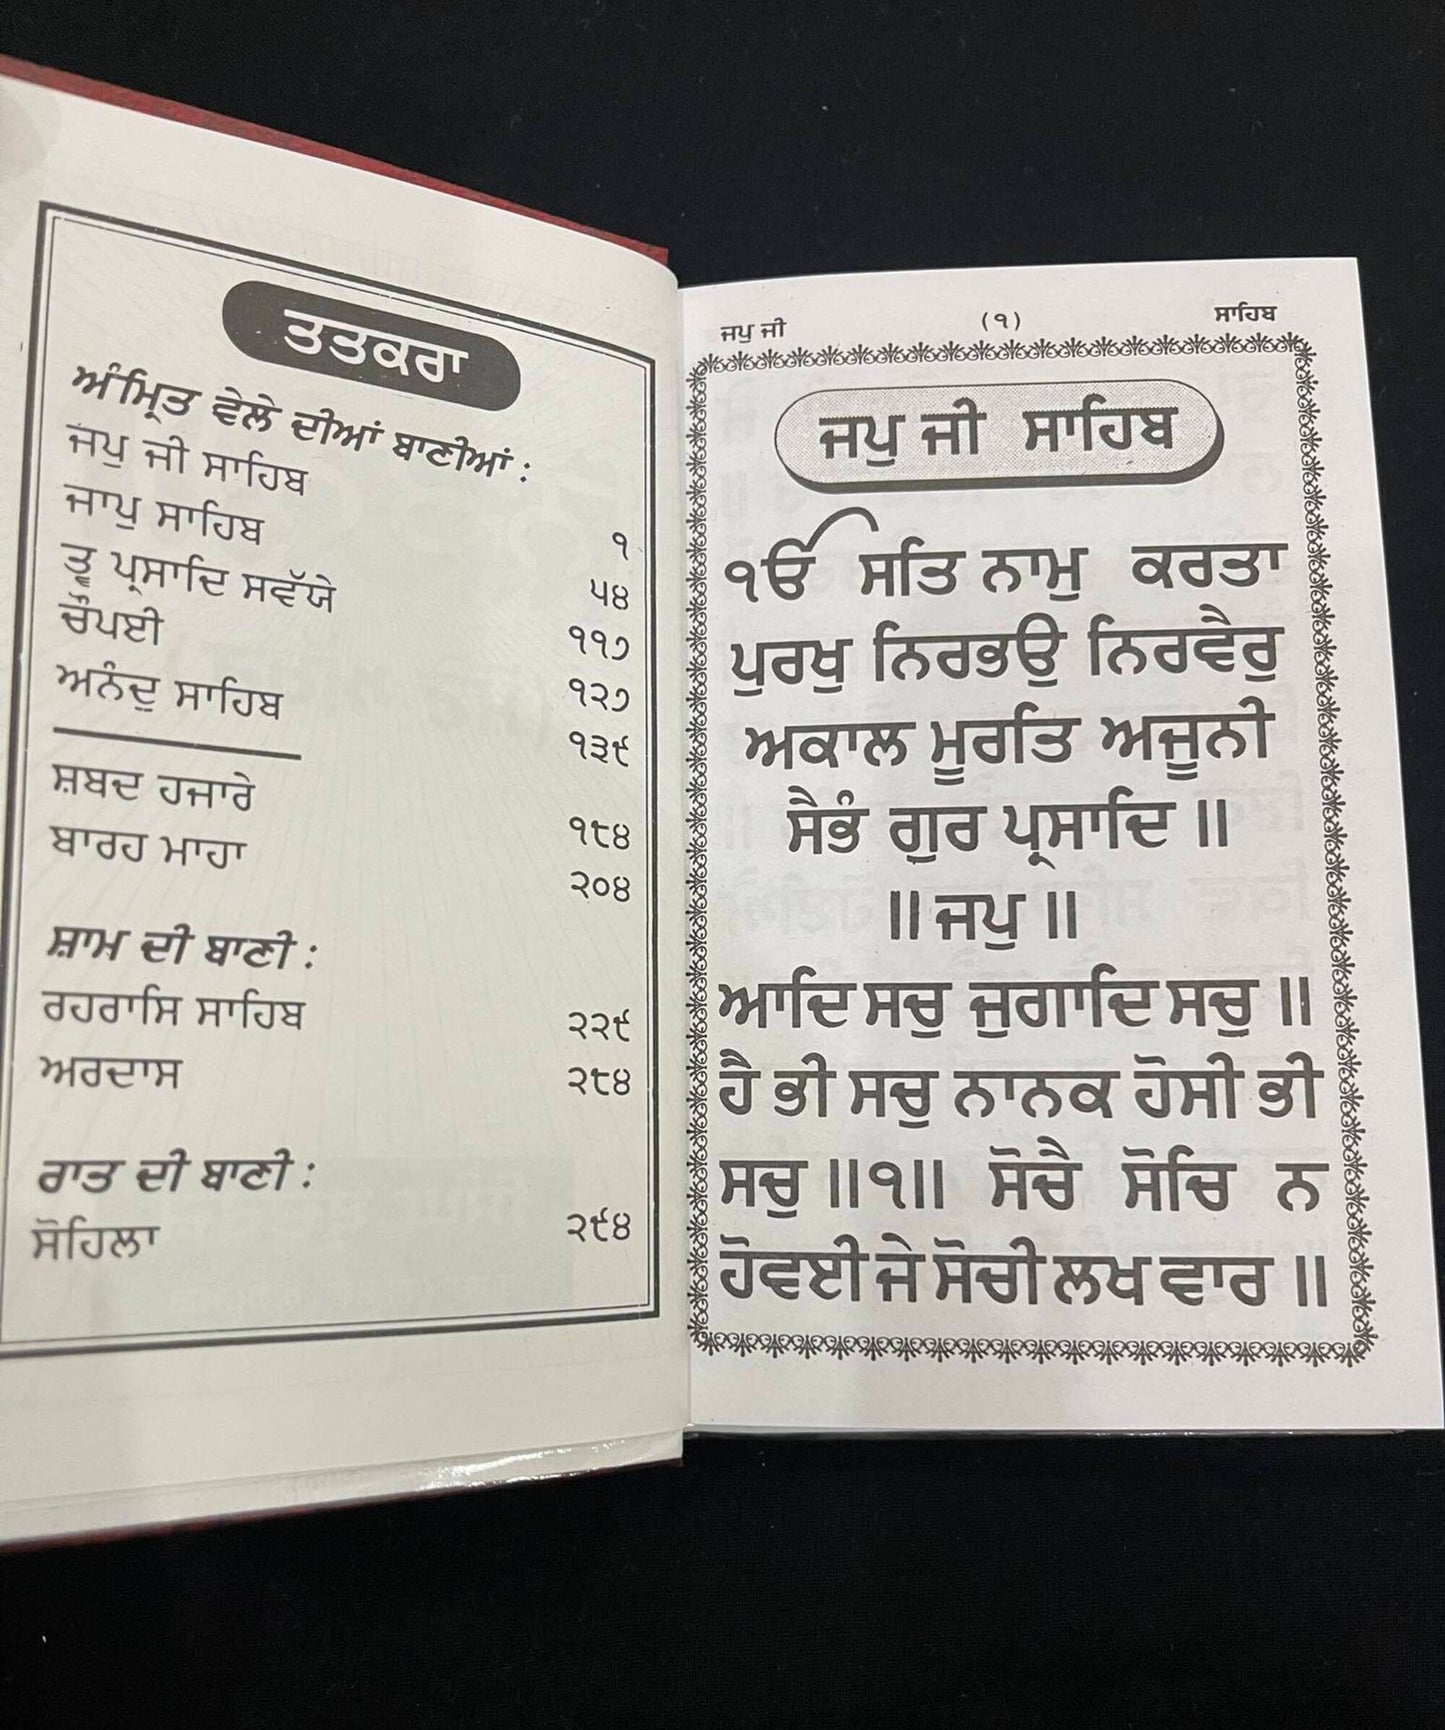 ਤਤਕਰਾ
ਅੰਮ੍ਰਿਤ ਵੇਲੇ ਦੀਆਂ ਬਾਣੀਆਂ :
ਜਪੁ ਜੀ ਸਾਹਿਬ ੧
ਜਾਪੁ ਸਾਹਿਬ ੫੪
ਤ੍ਵ ਪ੍ਰਸਾਦਿ ਸਵੱਯੇ ੧੧੭
ਚੌਪਈ ੧੨੭
ਅਨੰਦੁ ਸਾਹਿਬ ੧੩੯
ਸ਼ਬਦ ਹਜਾਰੇ ੧੮੪
ਬਾਰਹ ਮਾਹਾ ੨੦੪
ਸ਼ਾਮ ਦੀ ਬਾਣੀ :
ਰਹਰਾਸਿ ਸਾਹਿਬ ੨੨੯
ਅਰਦਾਸ ੨੮੪
ਰਾਤ ਦੀ ਬਾਣੀ :
ਸੋਹਿਲਾ ੨੯੪
ਜਪੁ ਜੀ (੧) ਸਾਹਿਬ
ਜਪੁ ਜੀ ਸਾਹਿਬ
ੴ ਸਤਿ ਨਾਮੁ ਕਰਤਾ
ਪੁਰਖੁ ਨਿਰਭਉ ਨਿਰਵੈਰੁ
ਅਕਾਲ ਮੂਰਤਿ ਅਜੂਨੀ
ਸੈਭੰ ਗੁਰ ਪ੍ਰਸਾਦਿ ॥
॥ ਜਪੁ ॥
ਆਦਿ ਸਚੁ ਜੁਗਾਦਿ ਸਚੁ ॥
ਹੈ ਭੀ ਸਚੁ ਨਾਨਕ ਹੋਸੀ ਭੀ
ਸਚੁ ॥੧॥ ਸੋਚੈ ਸੋਚਿ ਨ
ਹੋਵਈ ਜੇ ਸੋਚੀ ਲਖ ਵਾਰ ॥